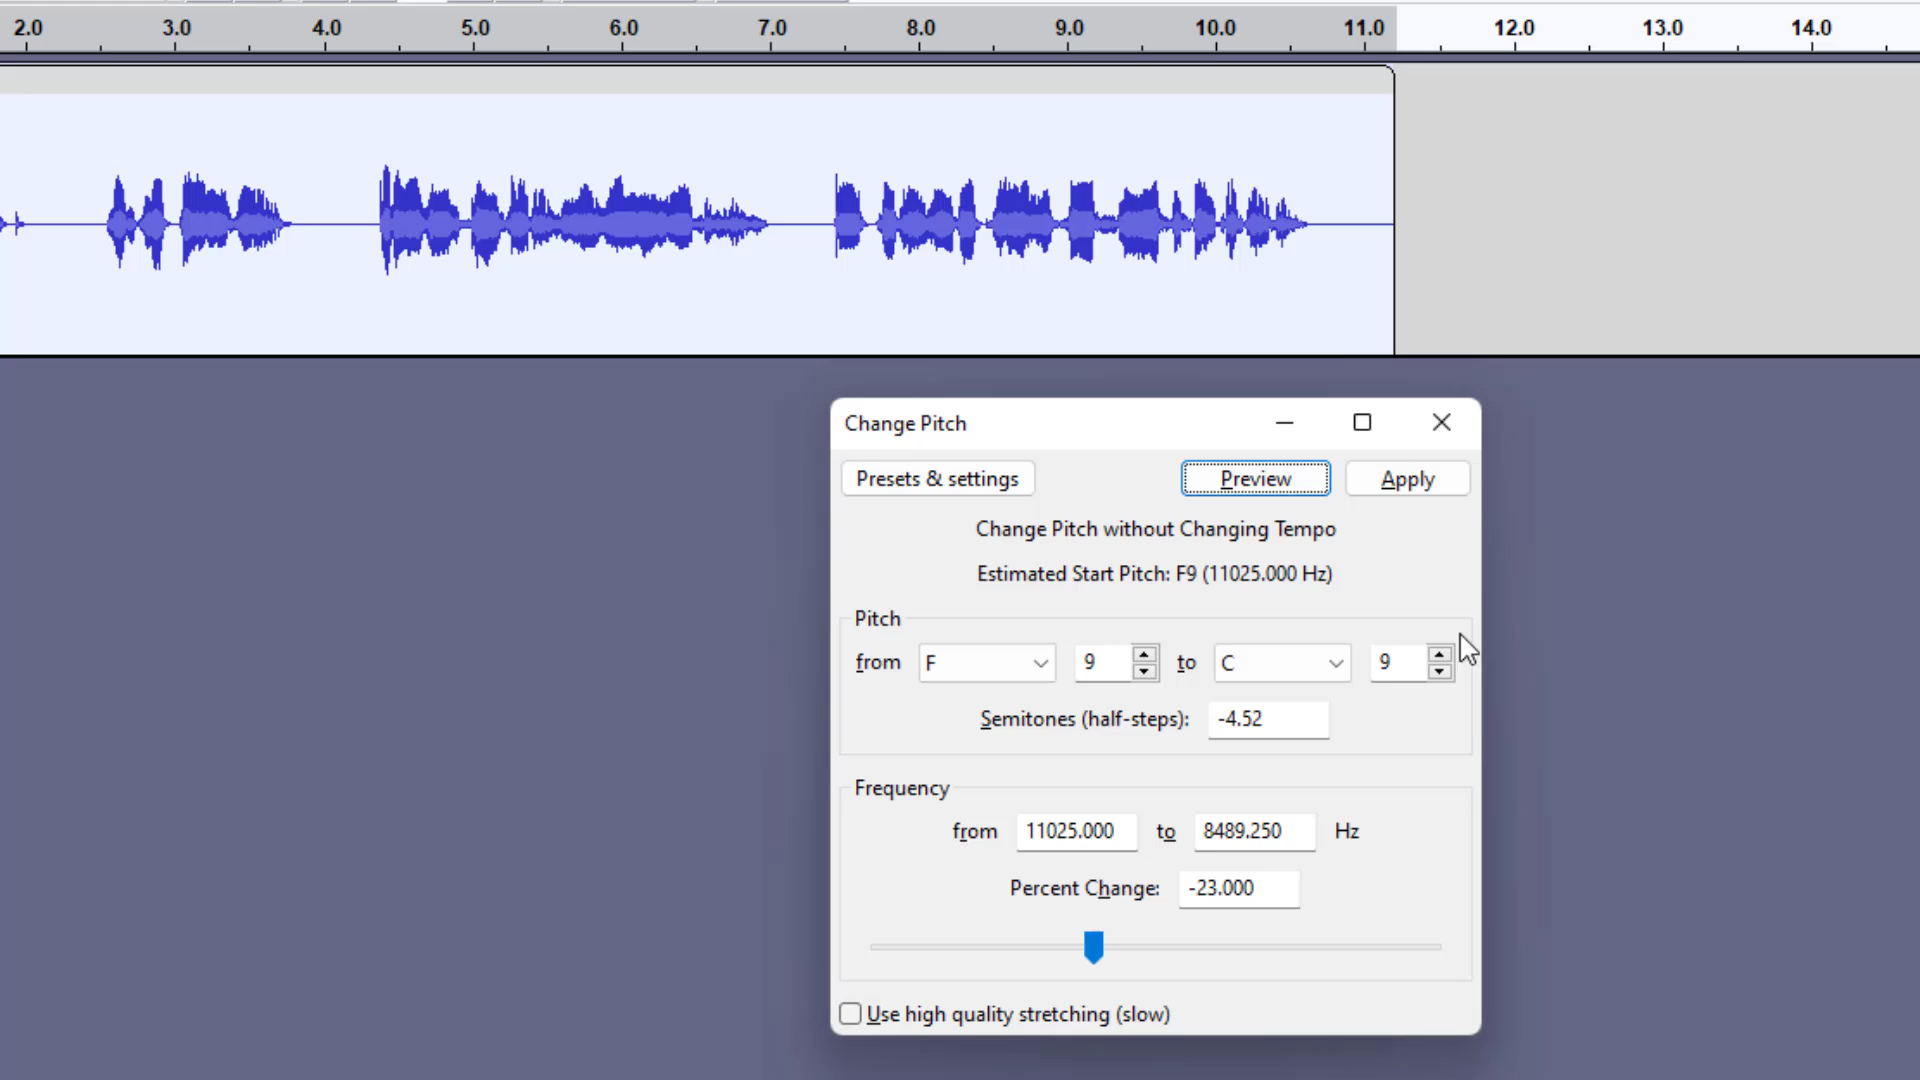 2.0 3.0 4.0 5.0 6.0 7.0 8.0 9.0 10.0 11.0 12.0 13.0 14.0
Change Pitch
Presets & settings Preview Apply
Change Pitch without Changing Tempo
Estimated Start Pitch: F9 (11025.000 Hz)
Pitch
from F 9 to C 9
Semitones (half-steps): -4.52
Frequency
from 11025.000 to 8489.250 Hz
Percent Change: -23.000
Use high quality stretching (slow)